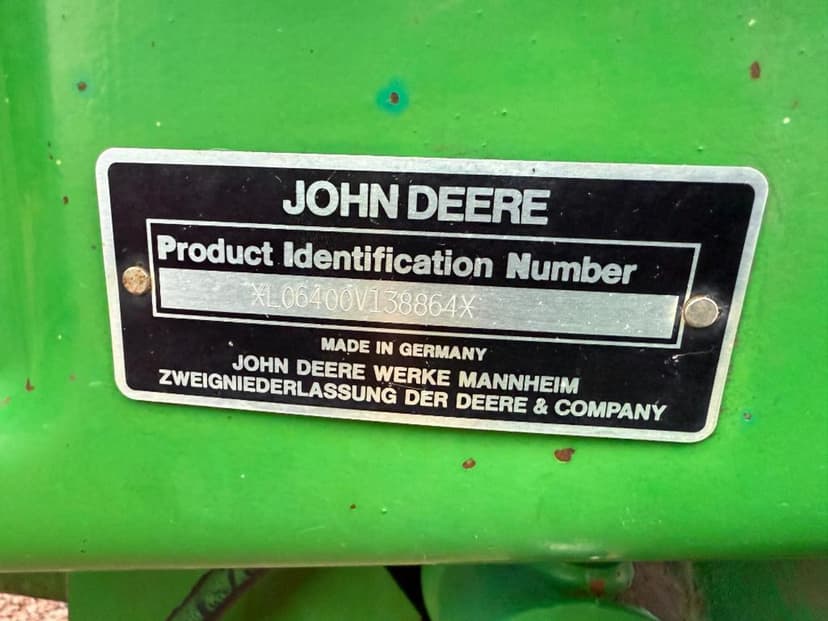 JOHN DEERE
Product Identification Number
XL06400V138864X
MADE IN GERMANY
JOHN DEERE WERKE MANNHEIM
ZWEIGNIEDERLASSUNG DER DEERE & COMPANY